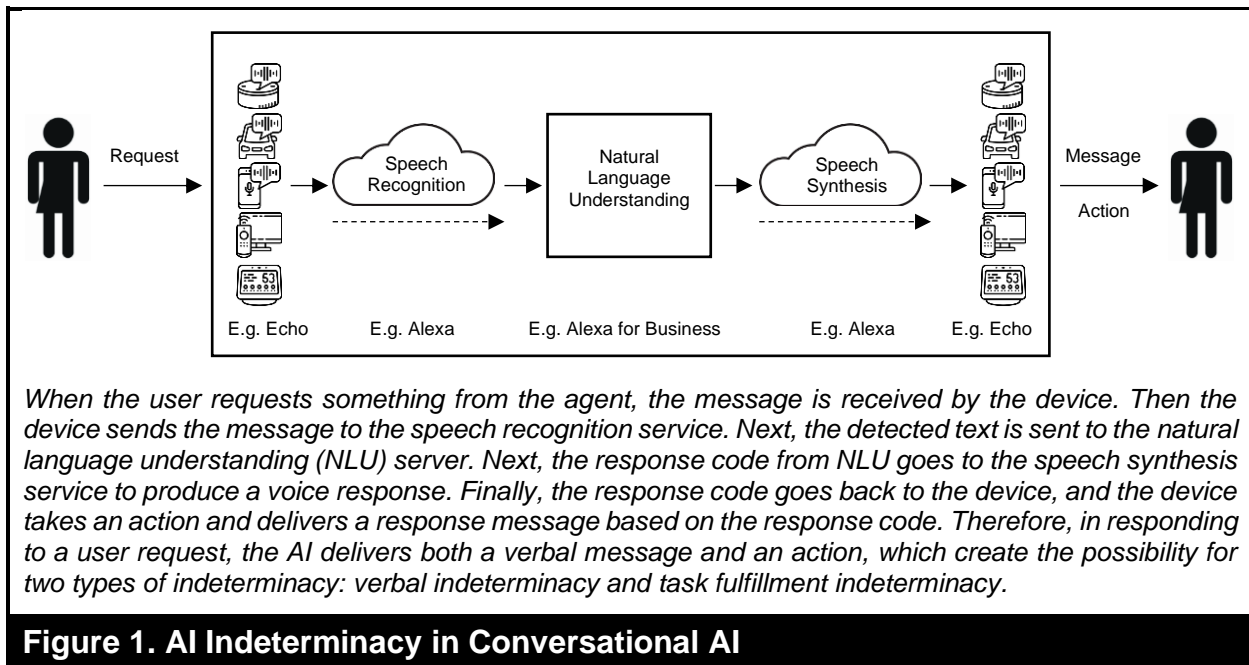 Request
Speech
Recognition
Natural
Language
Understanding
Speech
Synthesis
Message
Action
63
63
E.g. Echo
E.g. Alexa
E.g. Alexa for Business
E.g. Alexa
E.g. Echo
When the user requests something from the agent, the message is received by the device. Then the
device sends the message to the speech recognition service. Next, the detected text is sent to the natural
language understanding (NLU) server. Next, the response code from NLU goes to the speech synthesis
service to produce a voice response. Finally, the response code goes back to the device, and the device
takes an action and delivers a response message based on the response code. Therefore, in responding
to a user request, the AI delivers both a verbal message and an action, which create the possibility for
two types of indeterminacy: verbal indeterminacy and task fulfillment indeterminacy.
Figure 1. AI Indeterminacy in Conversational AI